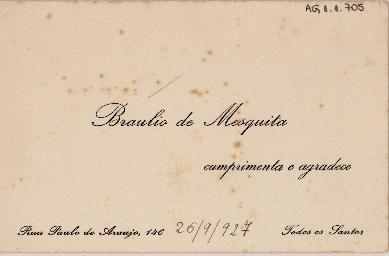 AG 1.1.705
Braulio de Mesquita
cumprimenta e agradece
Rua Paulo de Araujo, 146 26/9/927 Todos os Santos